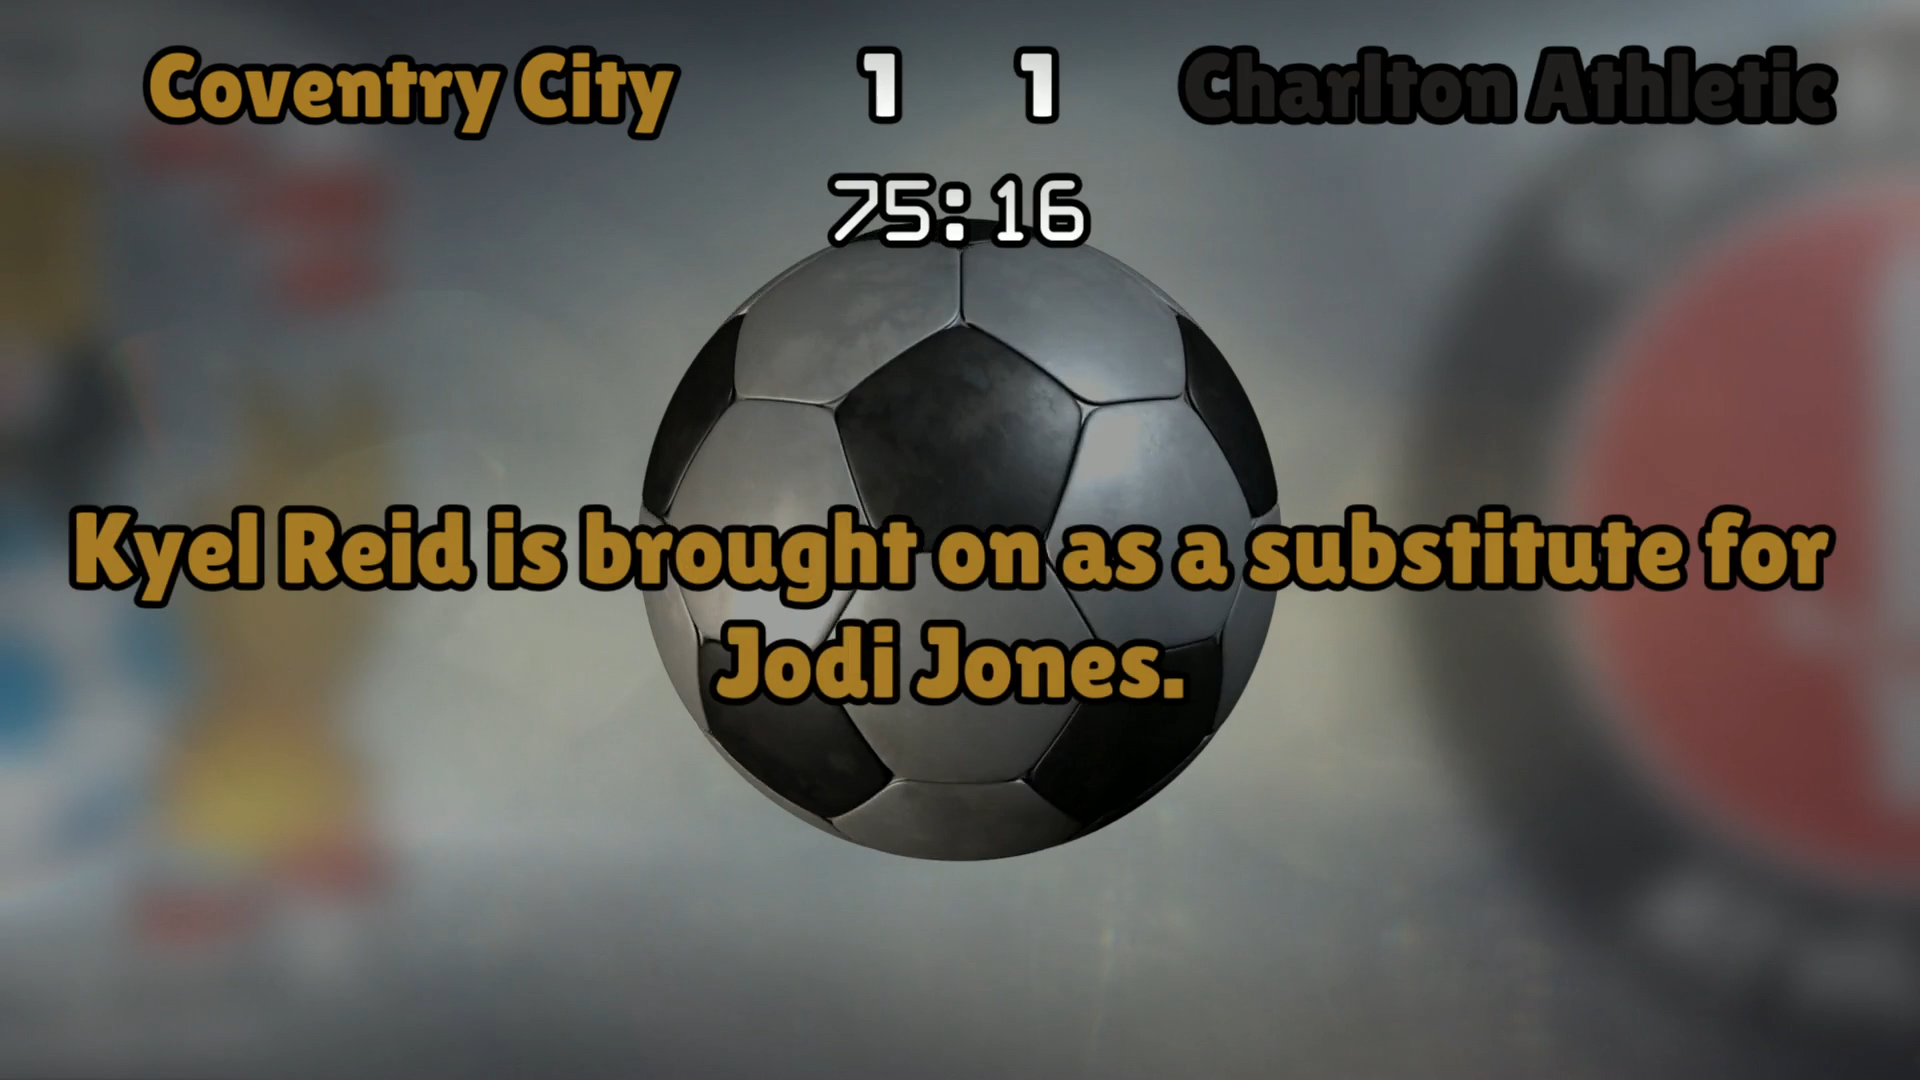 Coventry City 1 1 Charlton Athletic
75:16
Kyel Reid is brought on as a substitute for
Jodi Jones.